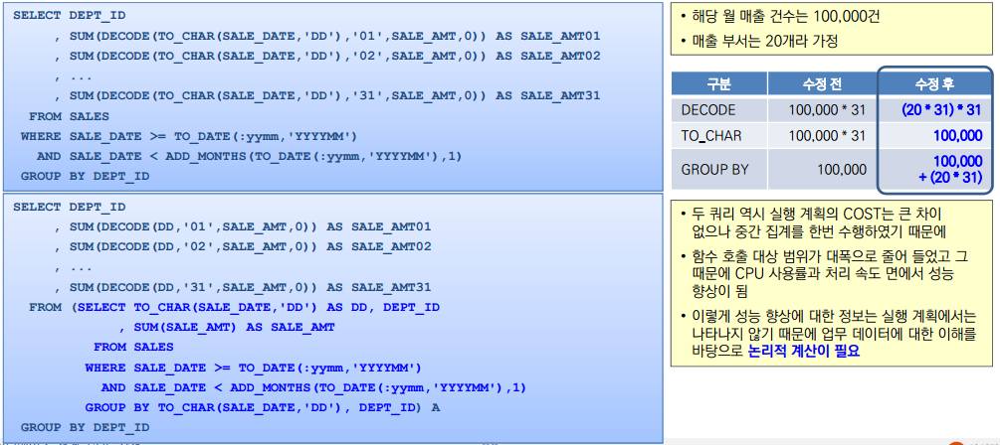 SELECT DEPT_ID
, SUM(DECODE(TO_CHAR(SALE_DATE,'DD'),'01',SALE_AMT,0)) AS SALE_AMT01
, SUM(DECODE(TO_CHAR(SALE_DATE,'DD'),'02',SALE_AMT,0)) AS SALE_AMT02
, ...
, SUM(DECODE(TO_CHAR(SALE_DATE,'DD'),'31',SALE_AMT,0)) AS SALE_AMT31
FROM SALES
WHERE SALE_DATE >= TO_DATE(:yymm,'YYYYMM')
AND SALE_DATE < ADD_MONTHS(TO_DATE(:yymm,'YYYYMM'),1)
GROUP BY DEPT_ID
SELECT DEPT_ID
, SUM(DECODE(DD,'01',SALE_AMT,0)) AS SALE_AMT01
, SUM(DECODE(DD,'02',SALE_AMT,0)) AS SALE_AMT02
, ...
, SUM(DECODE(DD,'31',SALE_AMT,0)) AS SALE_AMT31
FROM (SELECT TO_CHAR(SALE_DATE,'DD') AS DD, DEPT_ID
, SUM(SALE_AMT) AS SALE_AMT
FROM SALES
WHERE SALE_DATE >= TO_DATE(:yymm,'YYYYMM')
AND SALE_DATE < ADD_MONTHS(TO_DATE(:yymm,'YYYYMM'),1)
GROUP BY TO_CHAR(SALE_DATE,'DD'), DEPT_ID) A
GROUP BY DEPT_ID
• 해당 월 매출 건수는 100,000건
• 매출 부서는 20개라 가정
구분 수정 전 수정 후
DECODE 100,000 * 31 (20 * 31) * 31
TO_CHAR 100,000 * 31 100,000
GROUP BY 100,000 100,000
+ (20 * 31)
• 두 쿼리 역시 실행 계획의 COST는 큰 차이
없으나 중간 집계를 한번 수행하였기 때문에
• 함수 호출 대상 범위가 대폭으로 줄어 들었고 그
때문에 CPU 사용률과 처리 속도 면에서 성능
향상이 됨
• 이렇게 성능 향상에 대한 정보는 실행 계획에서는
나타나지 않기 때문에 업무 데이터에 대한 이해를
바탕으로 논리적 계산이 필요